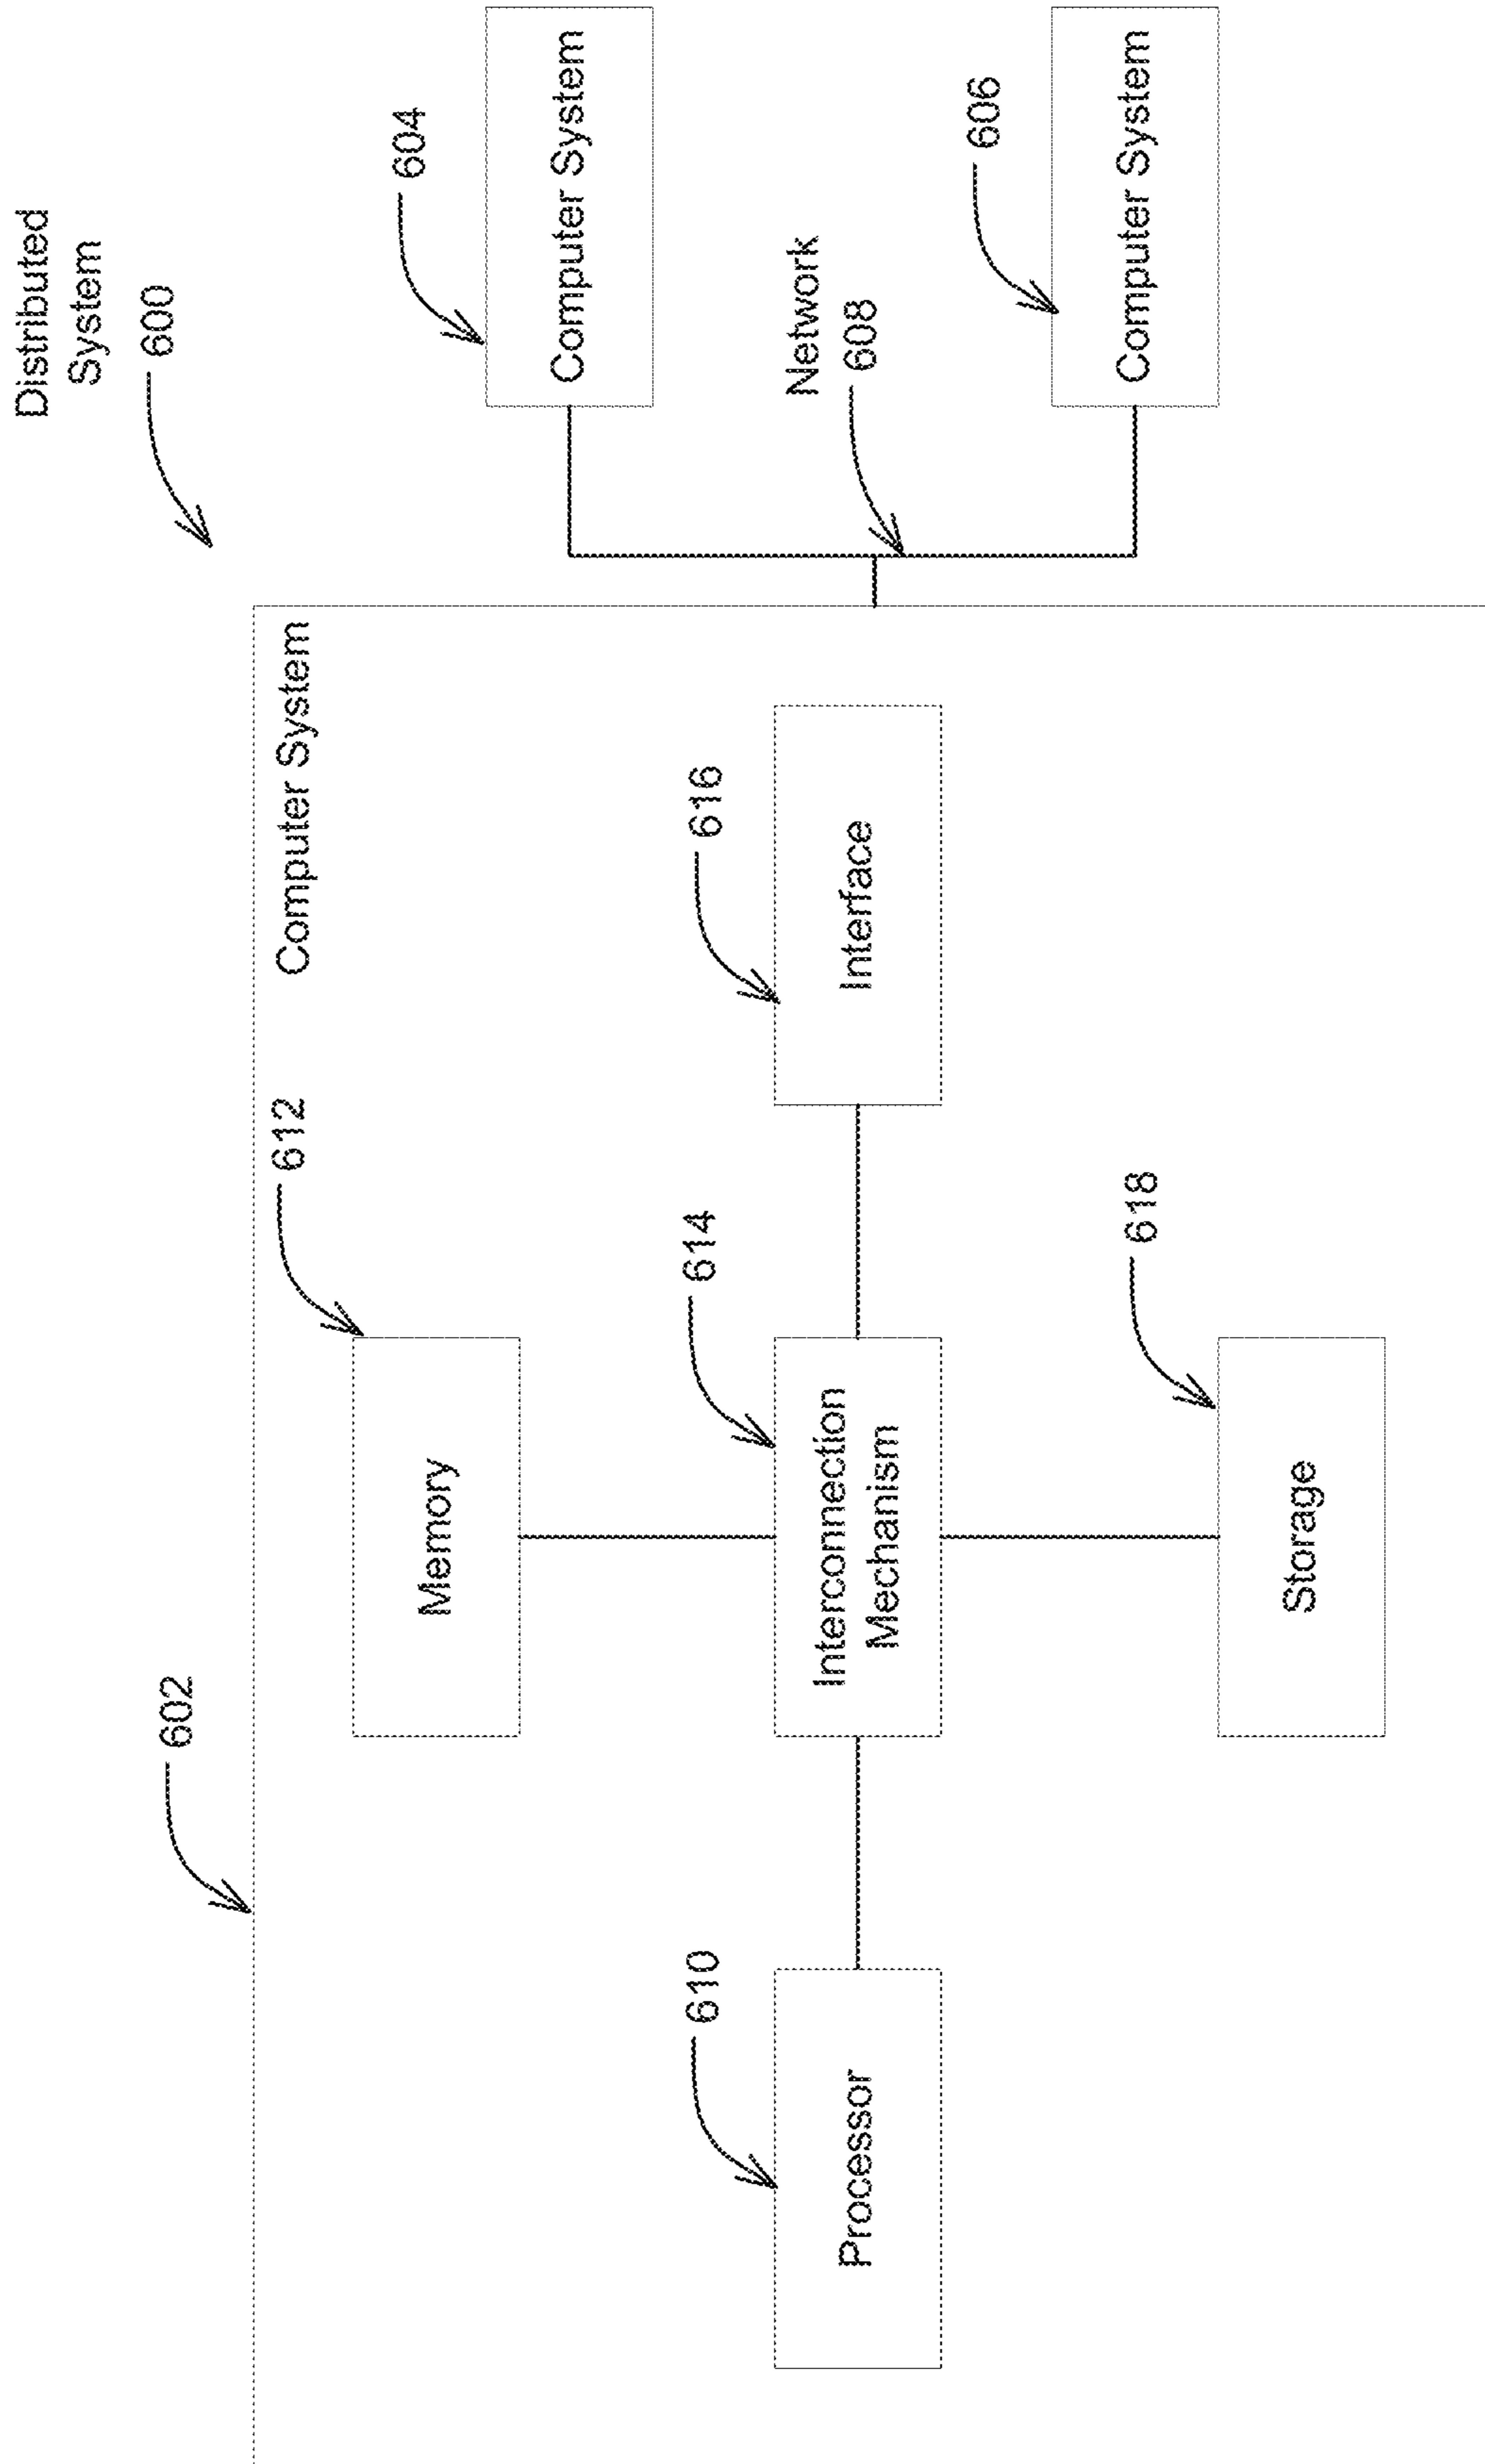 Distributed
System
600
602
Computer System
612
Memory
604
Computer System
610
Processor
614
Interconnection
Mechanism
616
Interface
Network
608
618
Storage
606
Computer System